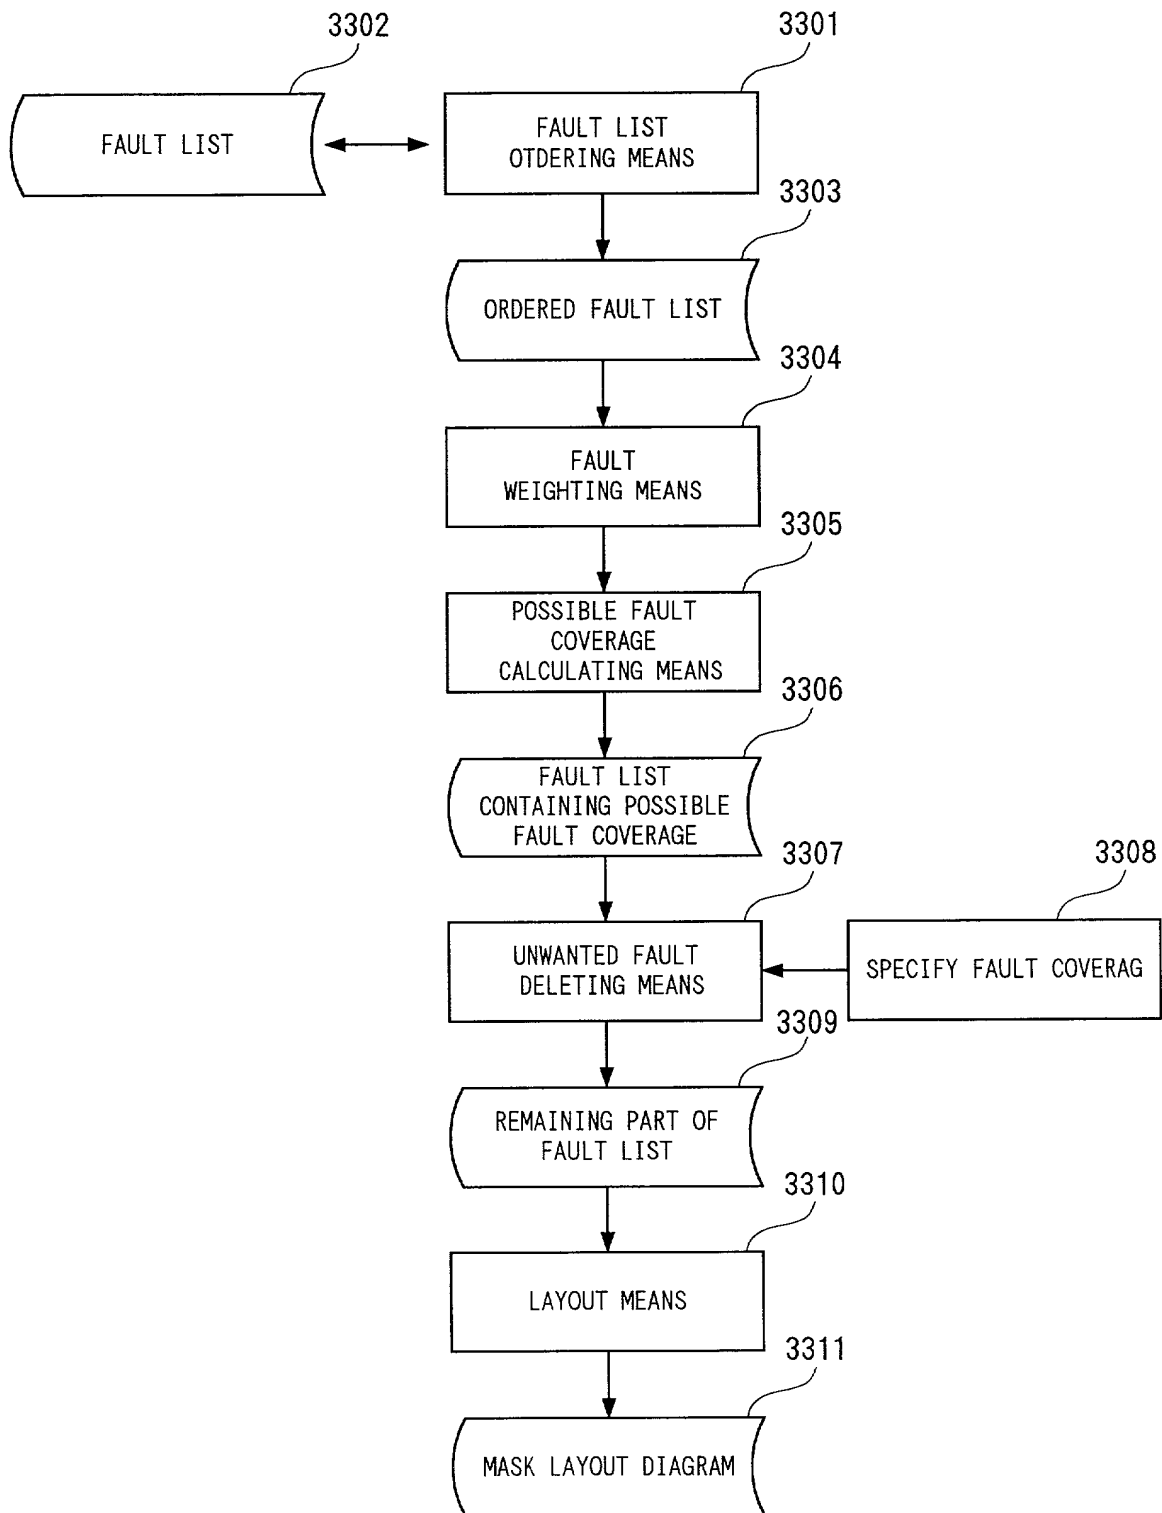 3302
3301
FAULT LIST
FAULT LIST
OTDERING MEANS
3303
ORDERED FAULT LIST
3304
FAULT
WEIGHTING MEANS
3305
POSSIBLE FAULT
COVERAGE
CALCULATING MEANS
3306
FAULT LIST
CONTAINING POSSIBLE
FAULT COVERAGE
3307
3308
UNWANTED FAULT
DELETING MEANS
SPECIFY FAULT COVERAG
3309
REMAINING PART OF
FAULT LIST
3310
LAYOUT MEANS
3311
MASK LAYOUT DIAGRAM